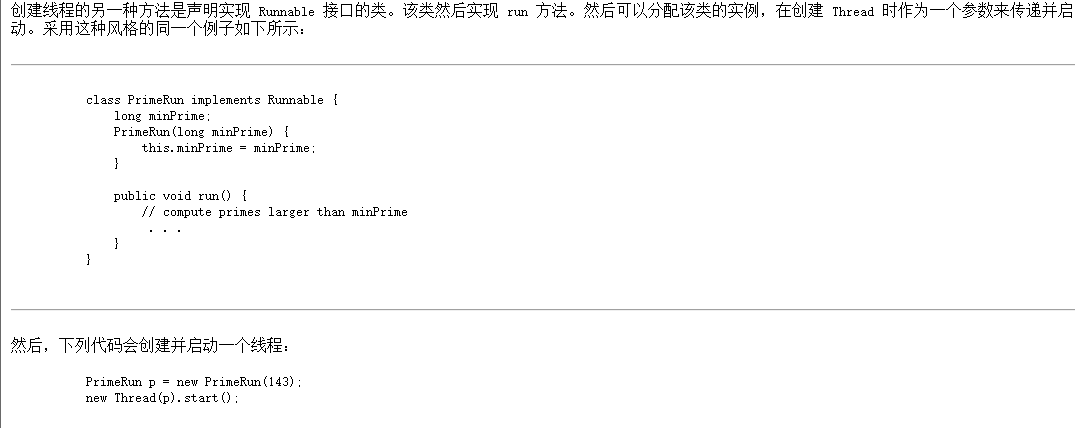 创建线程的另一种方法是声明实现 Runnable 接口的类。该类然后实现 run 方法。然后可以分配该类的实例，在创建 Thread 时作为一个参数来传递并启
动。采用这种风格的同一个例子如下所示：
class PrimeRun implements Runnable {
    long minPrime;
    PrimeRun(long minPrime) {
        this.minPrime = minPrime;
    }
    public void run() {
        // compute primes larger than minPrime
         . . .
    }
}
然后，下列代码会创建并启动一个线程：
PrimeRun p = new PrimeRun(143);
new Thread(p).start();